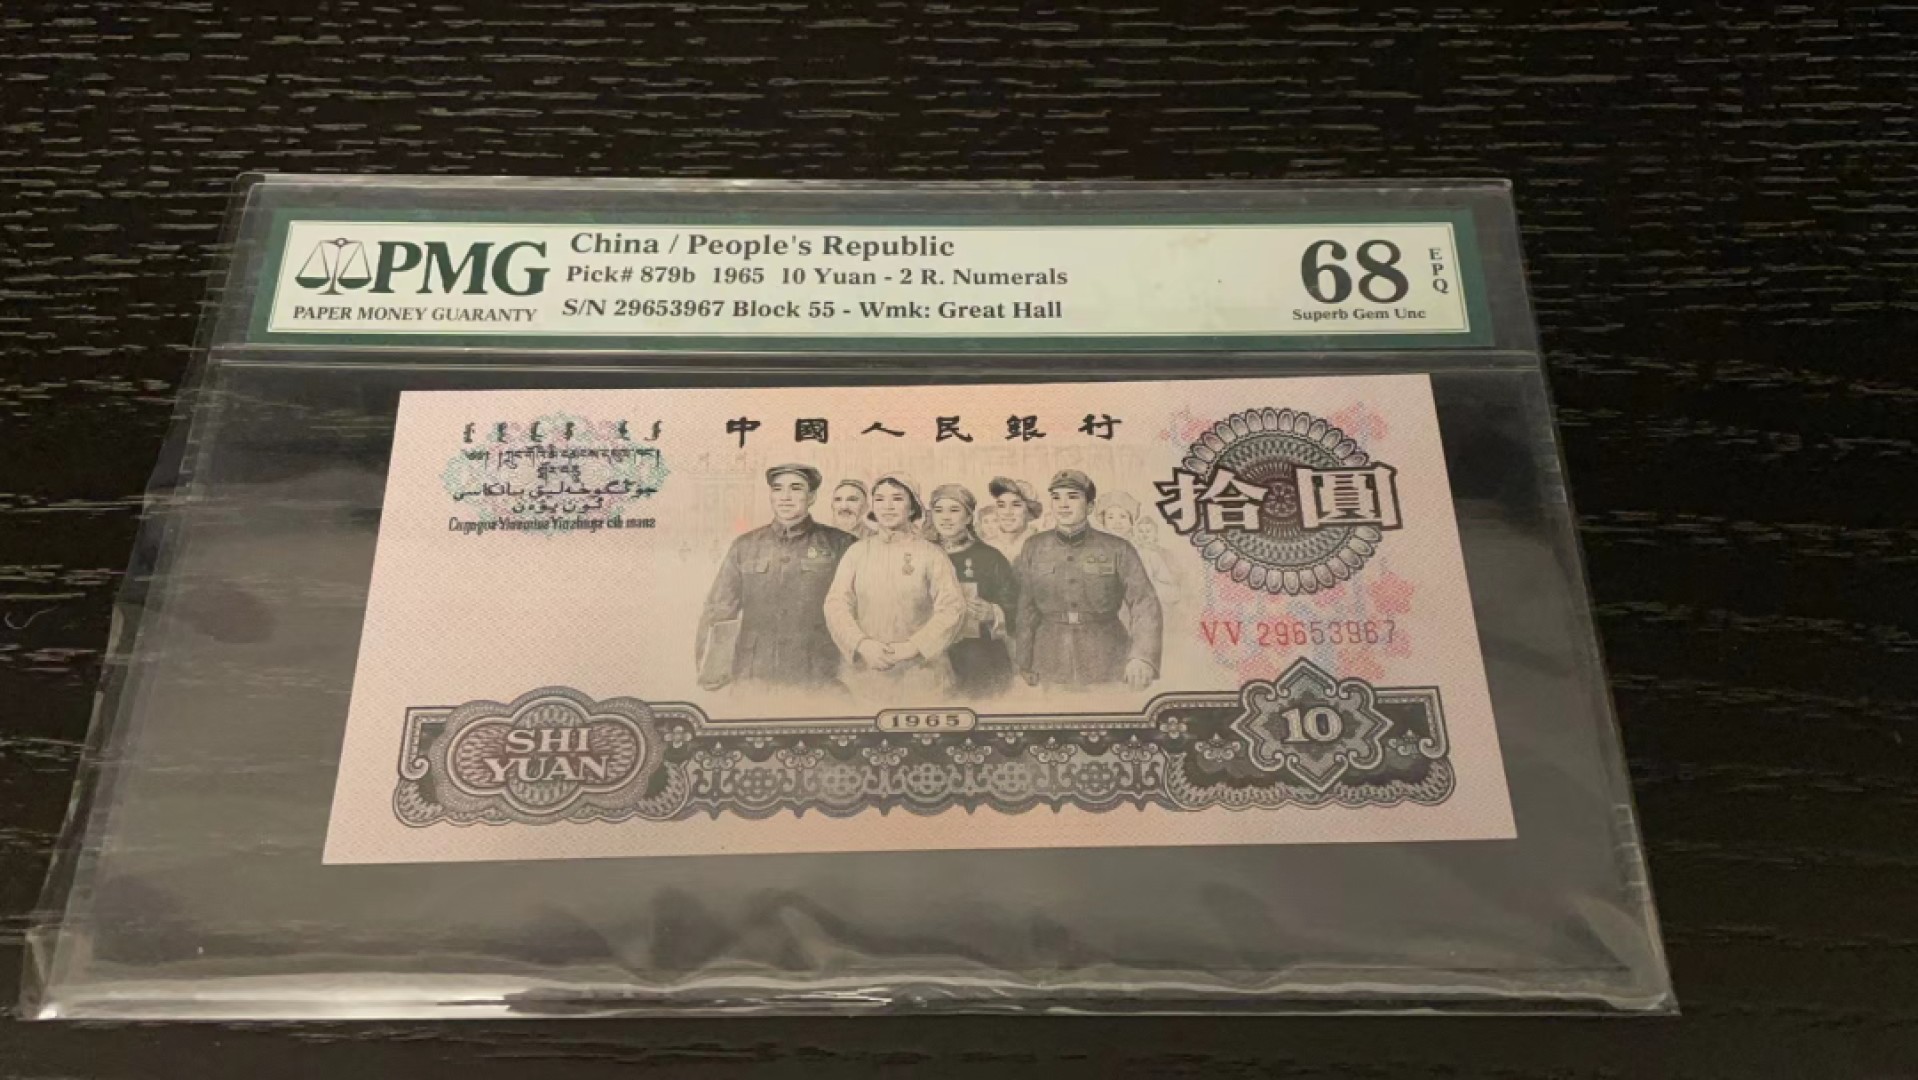 PMG
PAPER MONEY GUARANTY
China / People's Republic
Pick# 879b 1965 10 Yuan - 2 R. Numerals
S/N 29653967 Block 55 - Wmk: Great Hall
68
EPQ
Superb Gem Unc
中國人民銀行
拾圓
VV 29653967
1965
SHI
YUAN
10